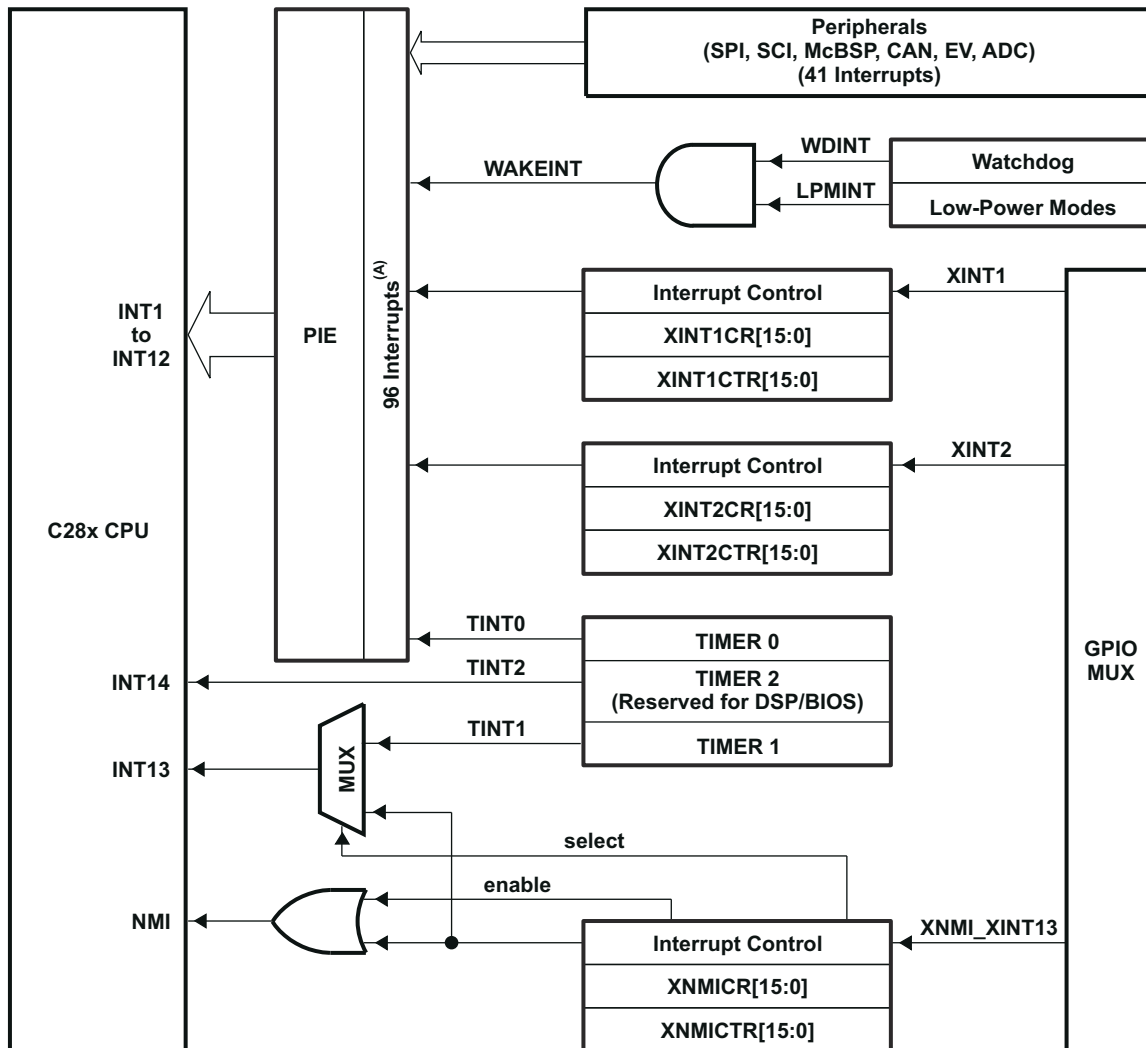 Peripherals
(SPI, SCI, McBSP, CAN, EV, ADC)
(41 Interrupts)
WDINT
Watchdog
WAKEINT
LPMINT
Low-Power Modes
INT1
to
INT12
PIE
96 Interrupts(A)
Interrupt Control
XINT1
XINT1CR[15:0]
XINT1CTR[15:0]
Interrupt Control
XINT2
XINT2CR[15:0]
XINT2CTR[15:0]
C28x CPU
TINT0
TIMER 0
GPIO
MUX
INT14
TINT2
TIMER 2
(Reserved for DSP/BIOS)
TINT1
TIMER 1
INT13
MUX
select
enable
NMI
Interrupt Control
XNMI_XINT13
XNMICR[15:0]
XNMICTR[15:0]